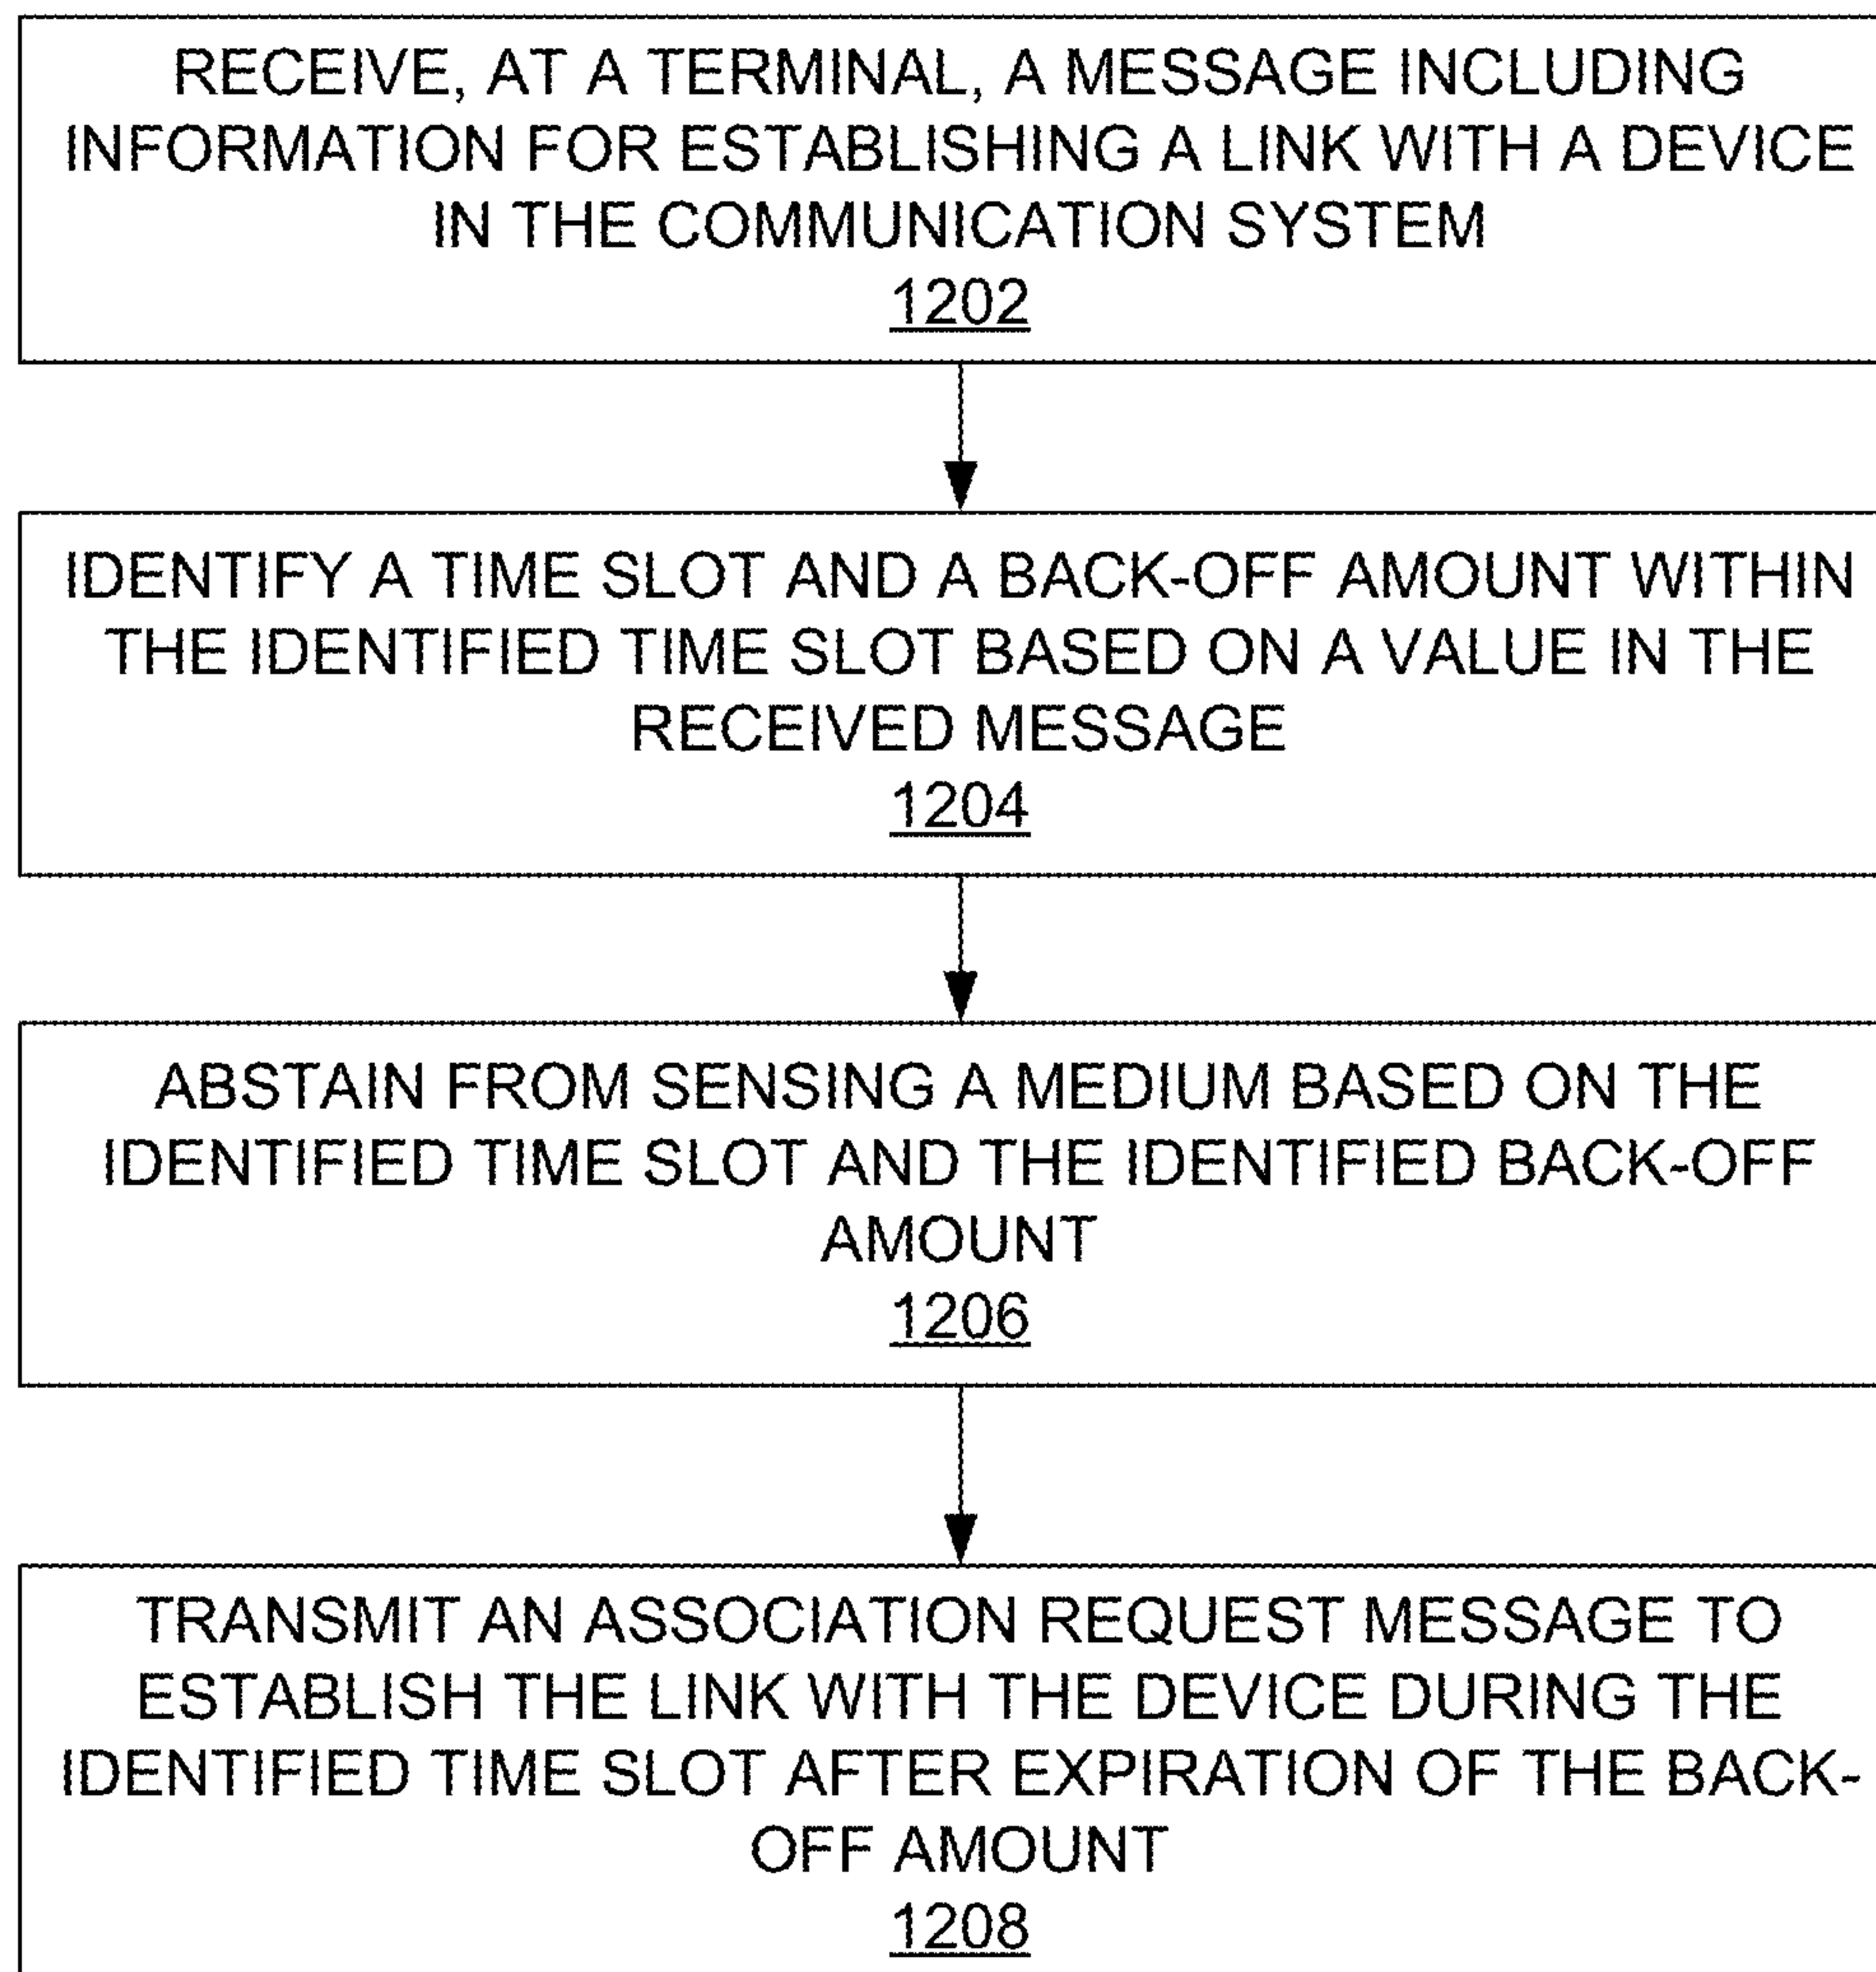 RECEIVE, AT A TERMINAL, A MESSAGE INCLUDING
INFORMATION FOR ESTABLISHING A LINK WITH A DEVICE
IN THE COMMUNICATION SYSTEM
1202
IDENTIFY A TIME SLOT AND A BACK-OFF AMOUNT WITHIN
THE IDENTIFIED TIME SLOT BASED ON A VALUE IN THE
RECEIVED MESSAGE
1204
ABSTAIN FROM SENSING A MEDIUM BASED ON THE
IDENTIFIED TIME SLOT AND THE IDENTIFIED BACK-OFF
AMOUNT
1206
TRANSMIT AN ASSOCIATION REQUEST MESSAGE TO
ESTABLISH THE LINK WITH THE DEVICE DURING THE
IDENTIFIED TIME SLOT AFTER EXPIRATION OF THE BACK-
OFF AMOUNT
1208